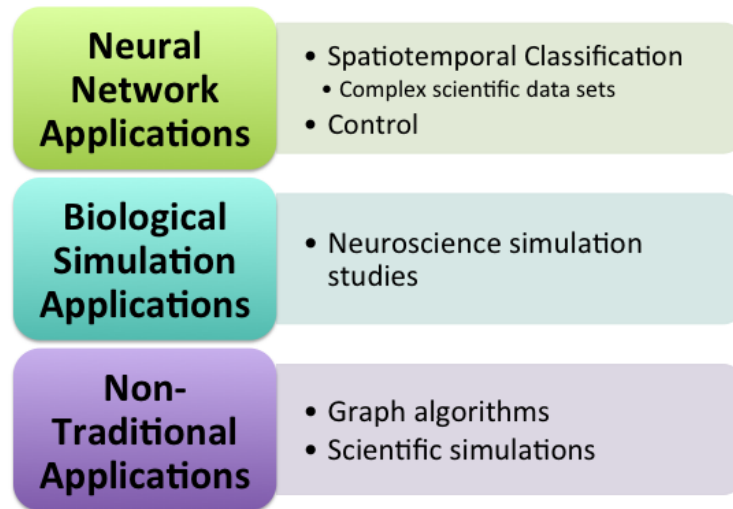 Neural
Network
Applications
• Spatiotemporal Classification
• Complex scientific data sets
• Control
Biological
Simulation
Applications
• Neuroscience simulation
studies
Non-
Traditional
Applications
• Graph algorithms
• Scientific simulations